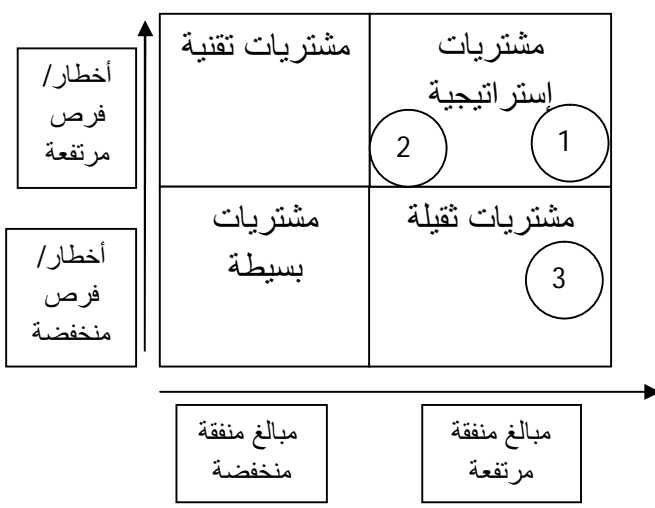 مشتريات تقنية
مشتريات
إستراتيجية
أخطار/
فرص
مرتفعة
2
1
مشتريات
بسيطة
مشتريات ثقيلة
أخطار/
فرص
منخفضة
3
مبالغ منفقة
منخفضة
مبالغ منفقة
مرتفعة